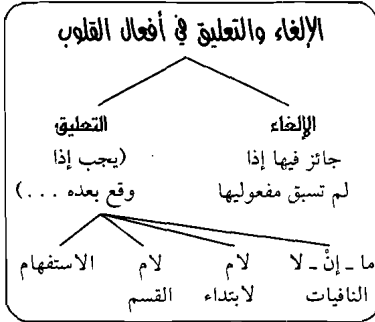 الإلغاء والتعليق في أفعال القلوب
الإلغاء
جائز فيها إذا
لم تسبق مفعوليها
التعليق
(يجب إذا
وقع بعده ...)
ما - إنْ - لا
النافيات
لام
لابتداء
لام
القسم
الاستفهام